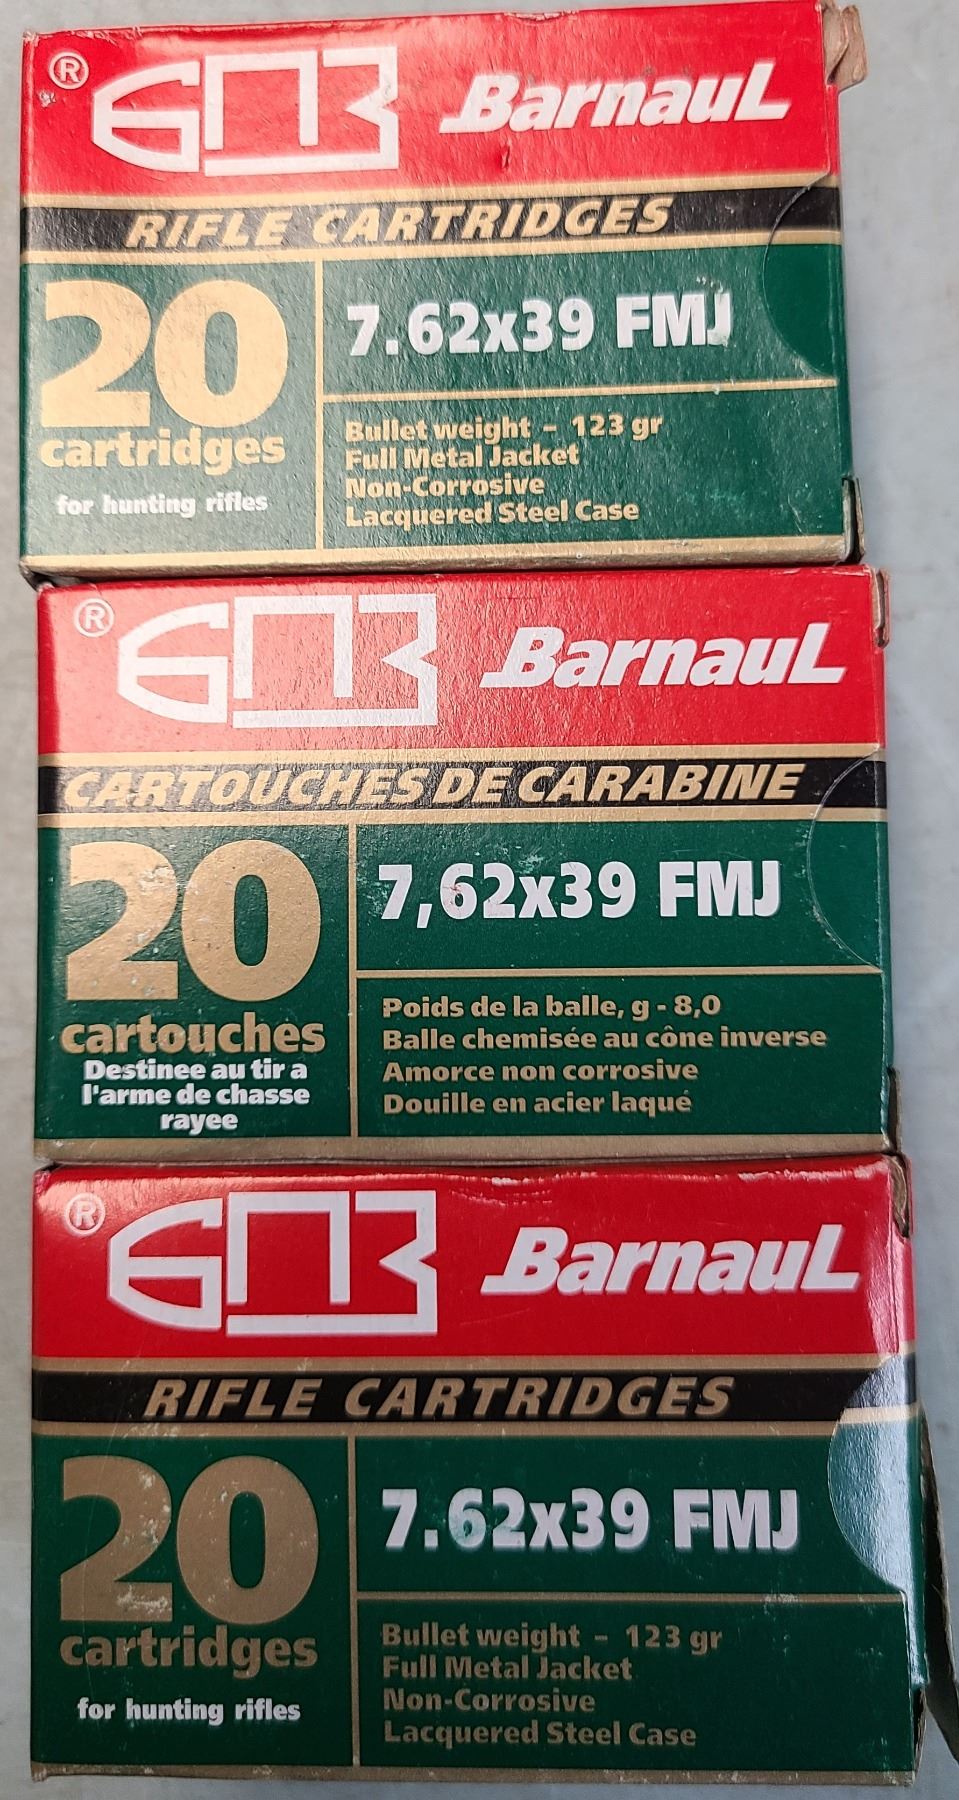 ® БПЗ Barnaul
RIFLE CARTRIDGES
20
cartridges
for hunting rifles
7.62x39 FMJ
Bullet weight - 123 gr
Full Metal Jacket
Non-Corrosive
Lacquered Steel Case
® БПЗ Barnaul
CARTOUCHES DE CARABINE
20
cartouches
Destinee au tir a
l'arme de chasse
rayee
7,62x39 FMJ
Poids de la balle, g - 8,0
Balle chemisée au cône inverse
Amorce non corrosive
Douille en acier laqué
® БПЗ Barnaul
RIFLE CARTRIDGES
20
cartridges
for hunting rifles
7.62x39 FMJ
Bullet weight - 123 gr
Full Metal Jacket
Non-Corrosive
Lacquered Steel Case